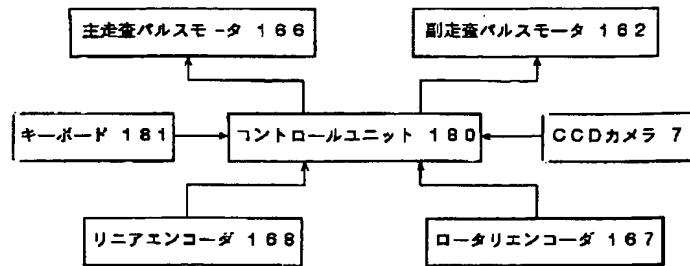 主走査パルスモータ 166
副走査パルスモータ 162
キーボード 181
コントロールユニット 180
CCDカメラ 7
リニアエンコーダ 168
ロータリエンコーダ 167